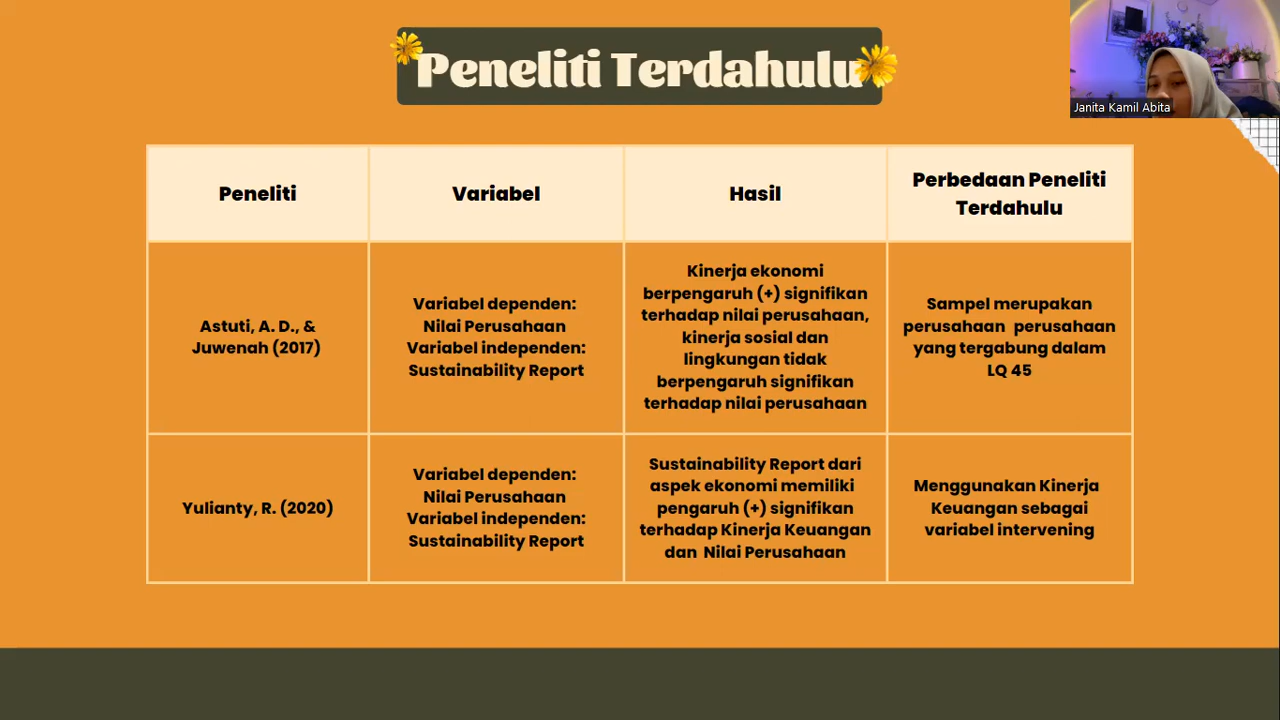 Peneliti Terdahulu
Janita Kamil Abita
Peneliti
Variabel
Hasil
Perbedaan Peneliti
Terdahulu
Astuti, A. D., &
Juwenah (2017)
Variabel dependen:
Nilai Perusahaan
Variabel independen:
Sustainability Report
Kinerja ekonomi
berpengaruh (+) signifikan
terhadap nilai perusahaan,
kinerja sosial dan
lingkungan tidak
berpengaruh signifikan
terhadap nilai perusahaan
Sampel merupakan
perusahaan perusahaan
yang tergabung dalam
LQ 45
Yulianty, R. (2020)
Variabel dependen:
Nilai Perusahaan
Variabel independen:
Sustainability Report
Sustainability Report dari
aspek ekonomi memiliki
pengaruh (+) signifikan
terhadap Kinerja Keuangan
dan Nilai Perusahaan
Menggunakan Kinerja
Keuangan sebagai
variabel intervening